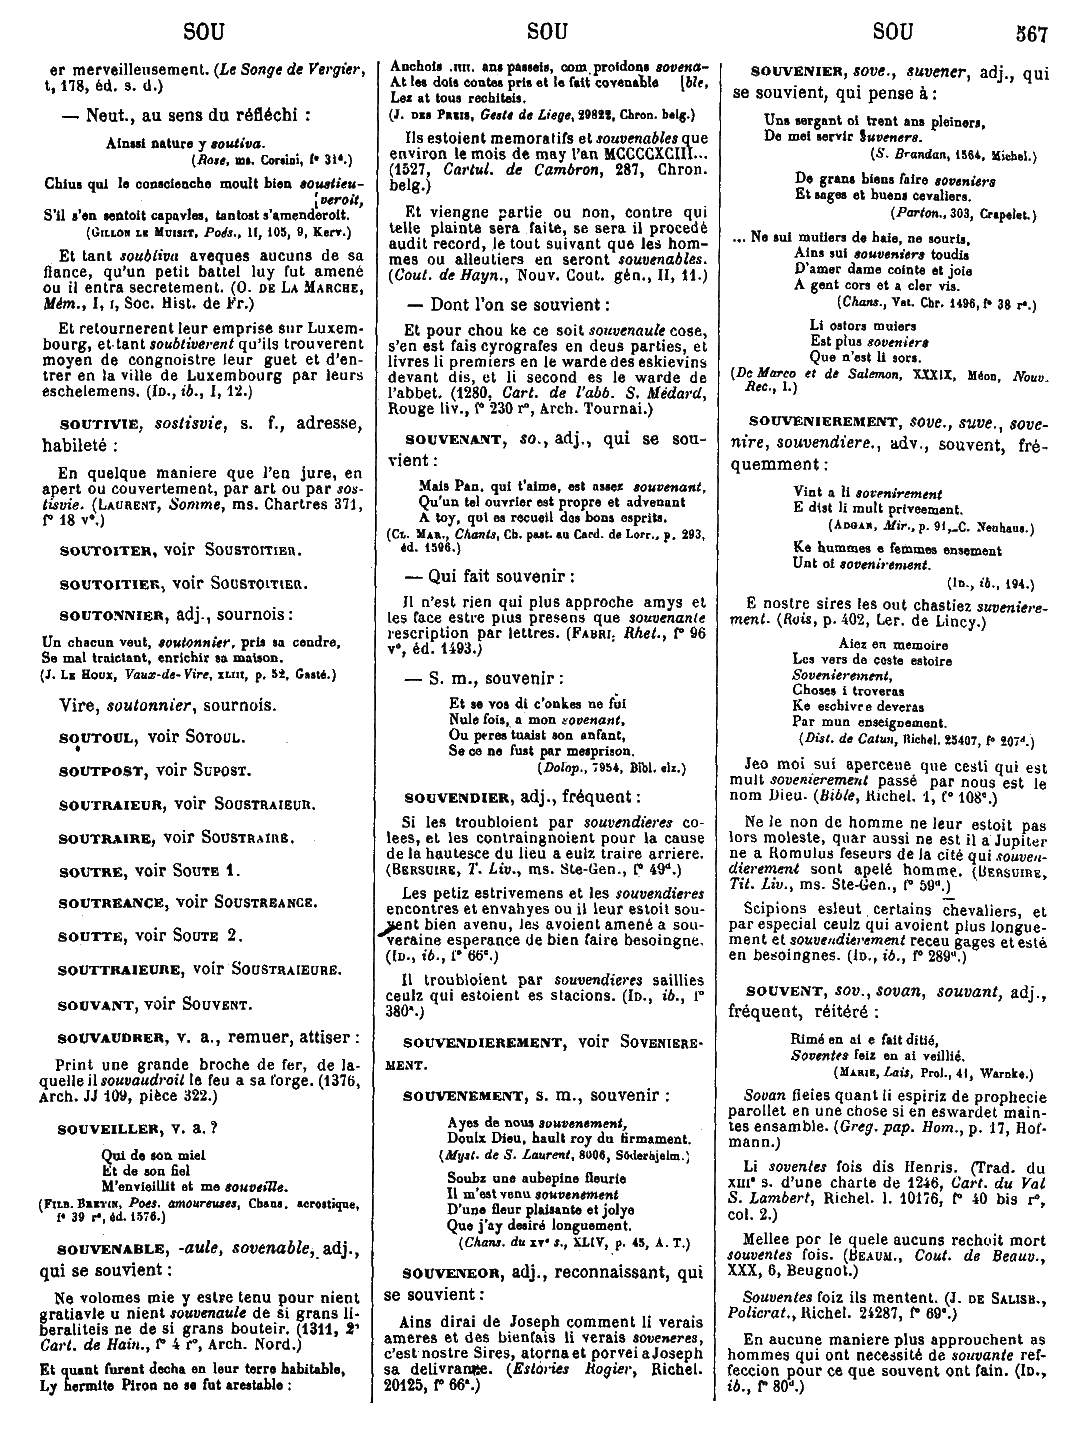 SOU
SOU
SOU
567
er merveilleusement. (Le Songe de Vergier,
t, 178, éd. s. d.)
— Neut., au sens du réfléchi :
Ainssi nature y soutiva.
(Rose, ms. Corsini, f° 31d.)
Chius qui le conscienche moult bien soustieu-
[veroit,
S'il s'en sentoit capavles, tantost s'amenderoit.
(GILLON LE MUISIT, Poés., II, 105, 9, Kerv.)
Et tant soubliva aveques aucuns de sa
fiance, qu'un petit battel luy fut amené
ou il entra secretement. (O. DE LA MARCHE,
Mém., I, 1, Soc. Hist. de Fr.)
Et retournerent leur emprise sur Luxem-
bourg, et tant soubtiverent qu'ils trouverent
moyen de congnoistre leur guet et d'en-
trer en la ville de Luxembourg par leurs
eschelemens. (ID., ib., I, 12.)
SOUTIVIE, sostisvie, s. f., adresse,
habileté :
En quelque maniere que l'en jure, en
apert ou couvertement, par art ou par sos-
tisvie. (LAURENT, Somme, ms. Chartres 371,
f° 18 v°.)
SOUTOITER, voir SOUSTOITIER.
SOUTOITIER, voir SOUSTOITIER.
SOUTONNIER, adj., sournois :
Un chacun veut, soutonnier, pris sa cendre,
Se mal traictant, enrichir sa maison.
(J. LE HOUX, Vaux-de-Vire, XLIII, p. 52, Gasté.)
Vire, soutonnier, sournois.
SOUTOUL, voir SOTOUL.
SOUTPOST, voir SUPOST.
SOUTRAIEUR, voir SOUSTRAIEUR.
SOUTRAIRE, voir SOUSTRAIRE.
SOUTRE, voir SOUTE 1.
SOUTREANCE, voir SOUSTREANCE.
SOUTTE, voir SOUTE 2.
SOUTTRAIEURE, voir SOUSTRAIEURE.
SOUVANT, voir SOUVENT.
SOUVAUDRER, v. a., remuer, attiser :
Print une grande broche de fer, de la-
quelle il souvaudroil le feu a sa forge. (1376,
Arch. JJ 109, pièce 322.)
SOUVEILLER, v. a. ?
Qui de son miel
Et de son fiel
M'envieillit et me souveille.
(FILB. BRETIN, Poes. amoureuses, Chans. acrostique,
f° 39 r°, éd. 1576.)
SOUVENABLE, -aule, sovenable, adj.,
qui se souvient :
Ne volomes mie y estre tenu pour nient
gratiavle u nient souvenaule de si grans li-
beraliteis ne de si grans bouteir. (1311, 2e
Cart. de Hain., f° 4 r°, Arch. Nord.)
Et quant furent decha en leur terre habitable,
Ly hermite Piron ne se fut arestable :
Anchois .IIII. ans passeis, com proidons sovena-
At les dois contes pris et le fait covenable [ble,
Lez at tous rechiteis.
(J. DES PREIS, Geste de Liege, 29822, Chron. belg.)
Ils estoient memoratifs et souvenables que
environ le mois de may l'an MCCCCXCIII...
(1527, Cartul. de Cambron, 287, Chron.
belg.)
Et viengne partie ou non, contre qui
telle plainte sera faite, se sera il procedé
audit record, le tout suivant que les hom-
mes ou alleutiers en seront souvenables.
(Cout. de Hayn., Nouv. Cout. gén., II, 11.)
— Dont l'on se souvient :
Et pour chou ke ce soit souvenaule cose,
s'en est fais cyrografes en deus parties, et
livres li premiers en le warde des eskievins
devant dis, et li second es le warde de
l'abbet. (1280, Cart. de l'abb. S. Médard,
Rouge liv., f° 230 r°, Arch. Tournai.)
SOUVENANT, so., adj., qui se sou-
vient :
Mais Pan, qui t'aime, est assez souvenant,
Qu'un tel ouvrier est propre et advenant
A toy, qui es recueil des bons esprits.
(CL. MAR., Chants, Ch. past. au Card. de Lorr., p. 293,
éd. 1596.)
— Qui fait souvenir :
Il n'est rien qui plus approche amys et
les face estre plus presens que souvenante
rescription par lettres. (FABRI, Rhet., f° 96
v°, éd. 1493.)
— S. m., souvenir :
Et se vos di c'onkes ne fui
Nule fois, a mon sovenant,
Ou peres tuaist son anfant,
Se ce ne fust par mesprison.
(Dolop., 7954, Bibl. elz.)
SOUVENDIER, adj., fréquent :
Si les troubloient par souvendieres co-
lees, et les contraingnoient pour la cause
de la hautesce du lieu a eulz traire arriere.
(BERSUIRE, T. Liv., ms. Ste-Gen., f° 49d.)
Les petiz estrivemens et les souvendieres
encontres et envahyes ou il leur estoit sou-
vent bien avenu, les avoient amené a sou-
veraine esperance de bien faire besoingne.
(ID., ib., f° 66c.)
Il troubloient par souvendieres saillies
ceulz qui estoient es stacions. (ID., ib., f°
380a.)
SOUVENDIEREMENT, voir SOVENIERE-
MENT.
SOUVENEMENT, s. m., souvenir :
Ayes de nous souvenement,
Doulx Dieu, hault roy du firmament.
(Myst. de S. Laurent, 8006, Söderhjelm.)
Soubz une aubepine fleurie
Il m'est venu souvenement
D'une fleur plaisante et jolye
Que j'ay desiré longuement.
(Chans. du XVe s., XLIV, p. 45, A. T.)
SOUVENEOR, adj., reconnaissant, qui
se souvient :
Ains dirai de Joseph comment li verais
ameres et des bienfais li verais soveneres,
c'est nostre Sires, atorna et porvei a Joseph
sa delivrance. (Estories Rogier, Richel.
20125, f° 66c.)
SOUVENIER, sove., suvener, adj., qui
se souvient, qui pense à :
Uns sergant oi trent ans pleiners,
De mei servir Suveners.
(S. Brandan, 1564, Michel.)
De grans biens faire soveniers
Et sages et buens cevaliers.
(Parton., 303, Crapelet.)
... Ne sui mutiers de haie, ne souris,
Ains sui souveniers toudis
D'amer dame cointe et joie
A gent cors et a cler vis.
(Chans., Vat. Chr. 1496, f° 38 r°.)
Li ostors muiers
Est plus soveniers
Que n'est li sors.
(De Marco et de Salemon, XXXIX, Méon, Nouv.
Rec., I.)
SOUVENIEREMENT, sove., suve., sove-
nire, souvendiere., adv., souvent, fré-
quemment :
Vint a li sovenirement
E dist li mult priveement.
(ADGAR, Mir., p. 91, C. Neuhaus.)
Ke hummes e femmes ensement
Unt oi sovenirement.
(ID., ib., 194.)
E nostre sires les out chastiez suveniere-
ment. (Rois, p. 402, Ler. de Lincy.)
Aiez en memoire
Les vers de ceste estoire
Sovenierement,
Choses i troveras
Ke eschivre deveras
Par mun enseignement.
(Dist. de Catun, Richel. 25407, f° 207d.)
Jeo moi sui aperceue que cesti qui est
mult sovenierement passé par nous est le
nom Dieu. (Bible, Richel. 1, f° 108c.)
Ne le non de homme ne leur estoit pas
lors moleste, quar aussi ne est il a Jupiter
ne a Romulus feseurs de la cité qui souven-
dierement sont apelé homme. (BERSUIRE,
Tit. Liv., ms. Ste-Gen., f° 59d.)
Scipions esleut certains chevaliers, et
par especial ceulz qui avoient plus longue-
ment et souvendierement receu gages et esté
en besoingnes. (ID., ib., f° 289d.)
SOUVENT, sov., sovan, souvant, adj.,
fréquent, réitéré :
Rimé en ai e fait ditié,
Soventes feiz en ai veillié.
(MARIE, Lais, Prol., 41, Warnke.)
Sovan fieies quant li espiriz de prophecie
parollet en une chose si en eswardet main-
tes ensamble. (Greg. pap. Hom., p. 17, Hof-
mann.)
Li soventes fois dis Henris. (Trad. du
XIIIe s. d'une charte de 1246, Cart. du Val
S. Lambert, Richel. l. 10176, f° 40 bis r°,
col. 2.)
Mellee por le quele aucuns rechoit mort
souventes fois. (BEAUM., Cout. de Beauv.,
XXX, 6, Beugnot.)
Souventes foiz ils mentent. (J. DE SALISB.,
Policrat., Richel. 24287, f° 69c.)
En aucune maniere plus approuchent as
hommes qui ont necessité de souvante ref-
feccion pour ce que souvent ont fain. (ID.,
ib., f° 80d.)